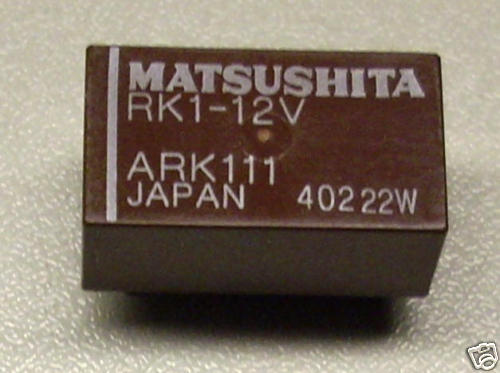 MATSUSHITA
RK1-12V
ARK111
JAPAN 40222W